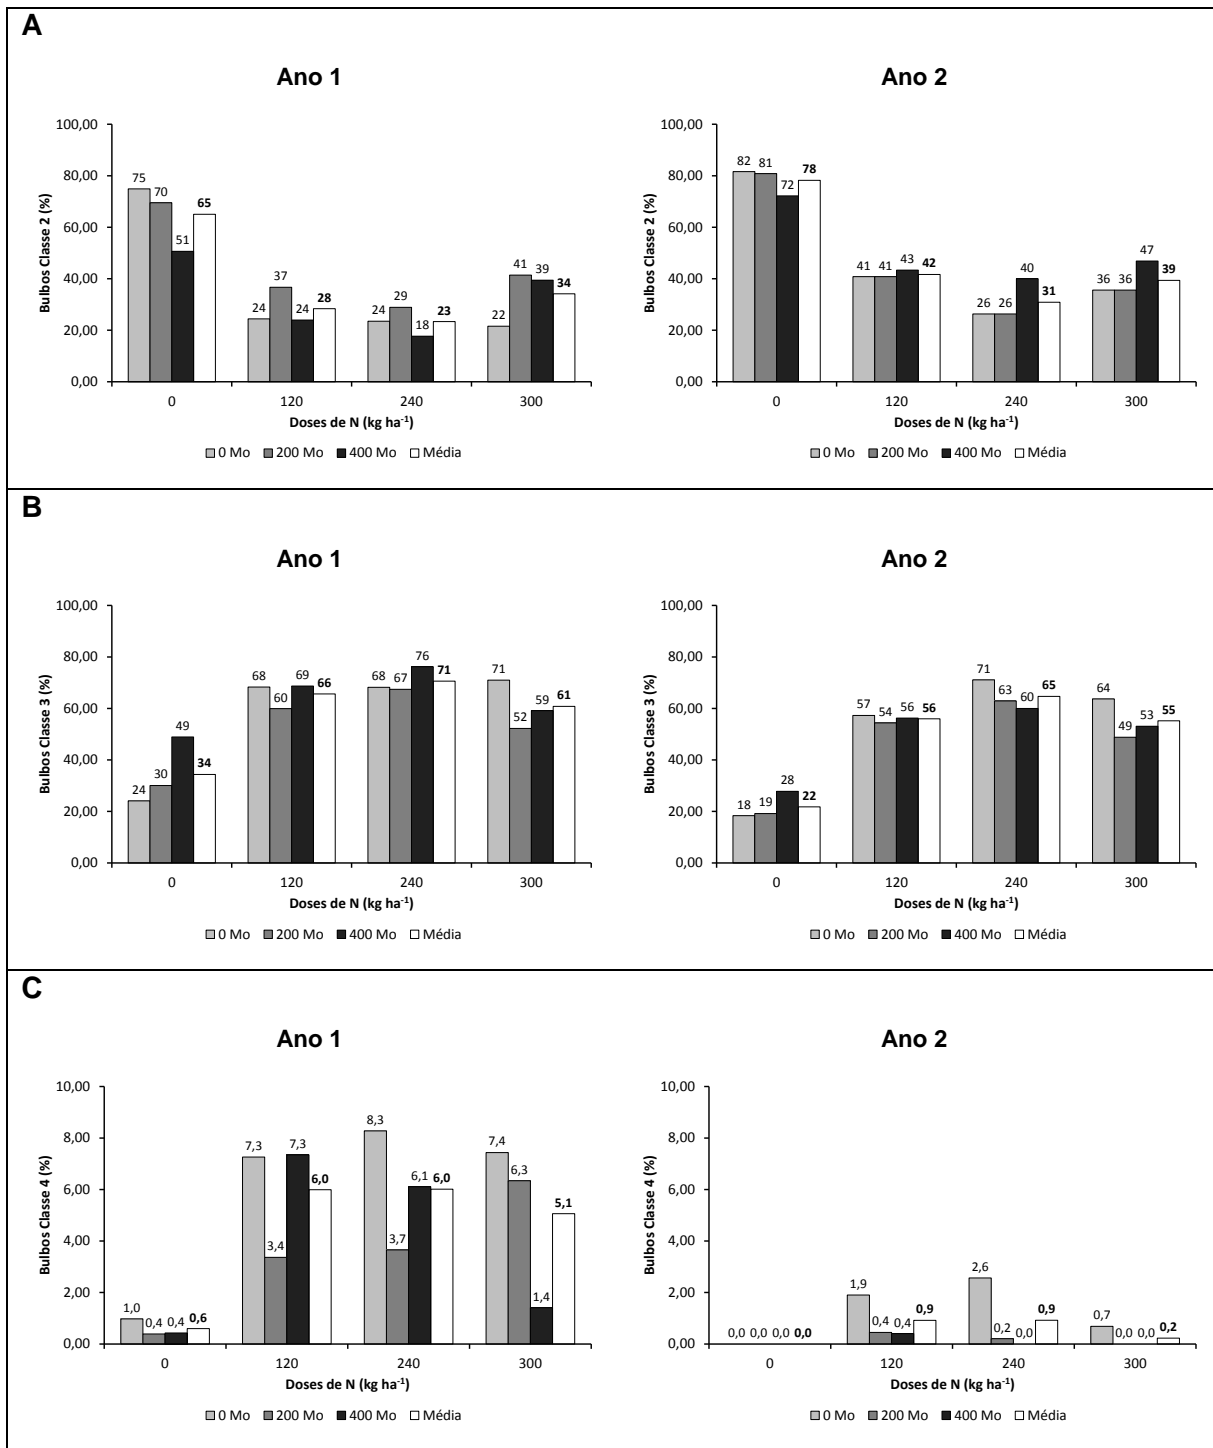 A
Ano 1
Bulbos Classe 2 (%)
100,00
80,00
60,00
40,00
20,00
0,00
75 70 51 65
24 37 24 28
24 29 18 23
22 41 39 34
0 120 240 300
Doses de N (kg ha⁻¹)
0 Mo 200 Mo 400 Mo Média
Ano 2
Bulbos Classe 2 (%)
100,00
80,00
60,00
40,00
20,00
0,00
82 81 72 78
41 41 43 42
26 26 40 31
36 36 47 39
0 120 240 300
Doses de N (kg ha⁻¹)
0 Mo 200 Mo 400 Mo Média
B
Ano 1
Bulbos Classe 3 (%)
100,00
80,00
60,00
40,00
20,00
0,00
24 30 49 34
68 60 69 66
68 67 76 71
71 52 59 61
0 120 240 300
Doses de N (kg ha⁻¹)
0 Mo 200 Mo 400 Mo Média
Ano 2
Bulbos Classe 3 (%)
100,00
80,00
60,00
40,00
20,00
0,00
18 19 28 22
57 54 56 56
71 63 60 65
64 49 53 55
0 120 240 300
Doses de N (kg ha⁻¹)
0 Mo 200 Mo 400 Mo Média
C
Ano 1
Bulbos Classe 4 (%)
10,00
8,00
6,00
4,00
2,00
0,00
1,0 0,4 0,4 0,6
7,3 3,4 7,3 6,0
8,3 3,7 6,1 6,0
7,4 6,3 1,4 5,1
0 120 240 300
Doses de N (kg ha⁻¹)
0 Mo 200 Mo 400 Mo Média
Ano 2
Bulbos Classe 4 (%)
10,00
8,00
6,00
4,00
2,00
0,00
0,0 0,0 0,0 0,0
1,9 0,4 0,4 0,9
2,6 0,2 0,0 0,9
0,7 0,0 0,0 0,2
0 120 240 300
Doses de N (kg ha⁻¹)
0 Mo 200 Mo 400 Mo Média